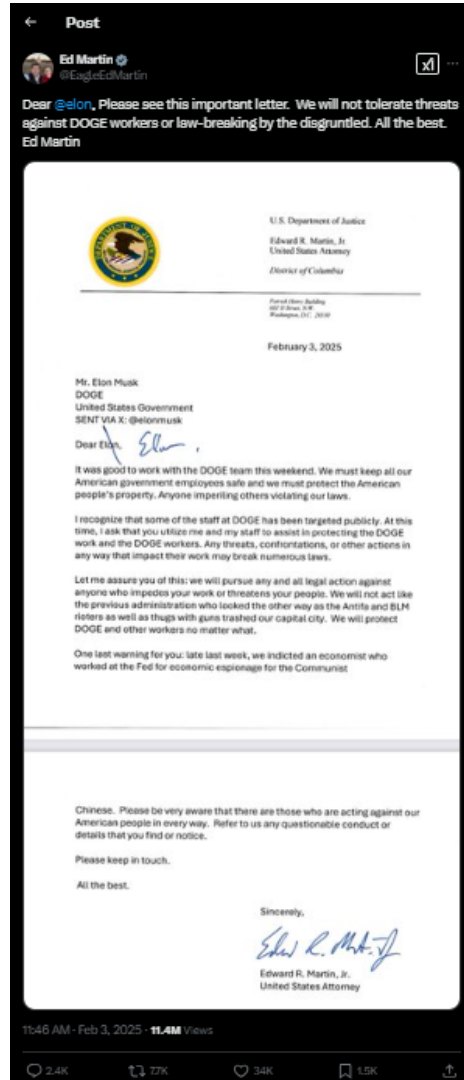 Post
Ed Martin
@EagleEdMartin
Dear @elon, Please see this important letter. We will not tolerate threats
against DOGE workers or law-breaking by the disgruntled. All the best.
Ed Martin
U.S. Department of Justice
Edward R. Martin, Jr.
United States Attorney
District of Columbia
Patrick Henry Building
Washington, D.C.
February 3, 2025
Mr. Elon Musk
DOGE
United States Government
SENT VIA X: @elonmusk
Dear Elon, Elon,
It was good to work with the DOGE team this weekend. We must keep all our
American government employees safe and we must protect the American
people's property. Anyone imperiling others violating our laws.
I recognize that some of the staff at DOGE has been targeted publicly. At this
time, I ask that you utilize me and my staff to assist in protecting the DOGE
work and the DOGE workers. Any threats, confrontations, or other actions in
any way that impact their work may break numerous laws.
Let me assure you of this: we will pursue any and all legal action against
anyone who impedes your work or threatens your people. We will not act like
the previous administration who looked the other way as the Antifa and BLM
rioters as well as thugs with guns trashed our capital city. We will protect
DOGE and other workers no matter what.
One last warning for you: late last week, we indicted an economist who
worked at the Fed for economic espionage for the Communist
Chinese. Please be very aware that there are those who are acting against our
American people in every way. Refer to us any questionable conduct or
details that you find or notice.
Please keep in touch.
All the best.
Sincerely,
Edward R. Martin, Jr.
United States Attorney
11:46 AM · Feb 3, 2025 · 11.4M Views
2.4K 7.7K 34K 1.5K